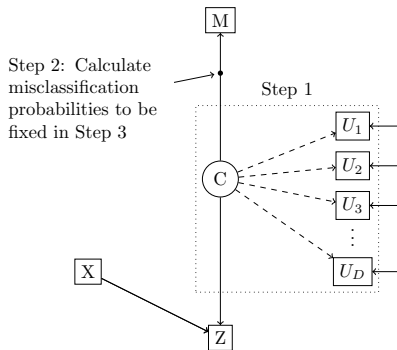 M
Step 2: Calculate
misclassification
probabilities to be
fixed in Step 3
Step 1
U1
U2
C
U3
⋮
UD
X
Z